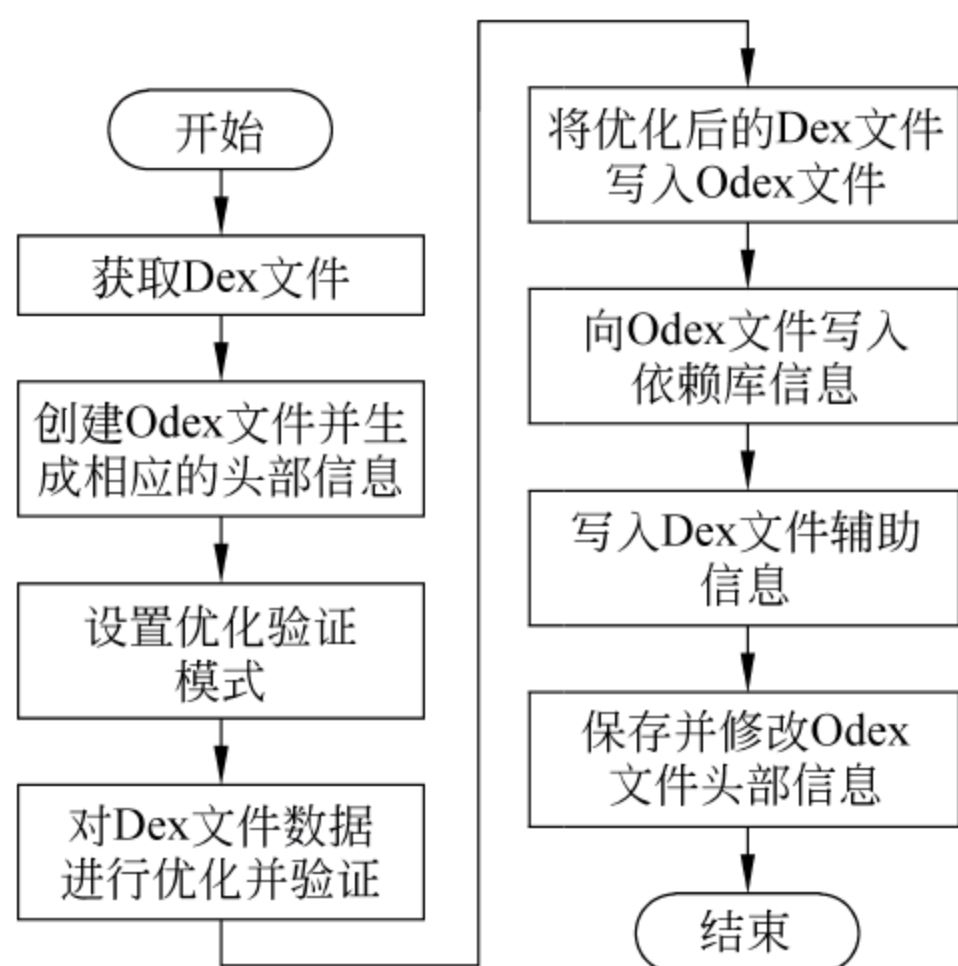 开始
获取Dex文件
创建Odex文件并生
成相应的头部信息
设置优化验证
模式
对Dex文件数据
进行优化并验证
将优化后的Dex文件
写入Odex文件
向Odex文件写入
依赖库信息
写入Dex文件辅助
信息
保存并修改Odex
文件头部信息
结束